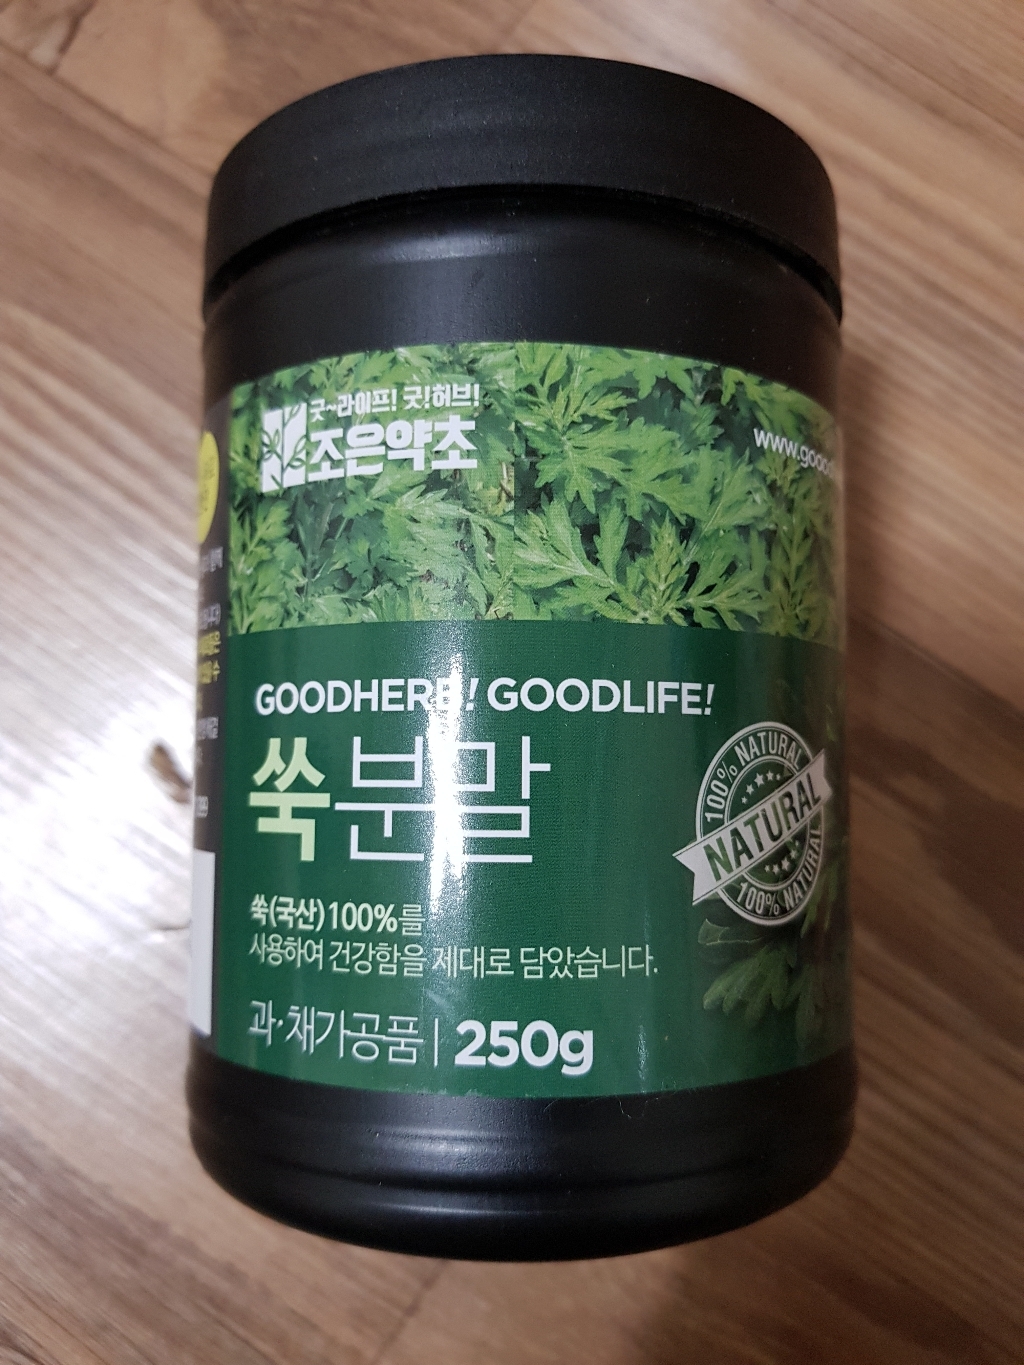 굿~라이프! 굿!허브!
조은약초
GOODHERB! GOODLIFE!
쑥분말
100% NATURAL
NATURAL
100% NATURAL
쑥(국산)100%를
사용하여 건강함을 제대로 담았습니다.
과·채가공품 | 250g